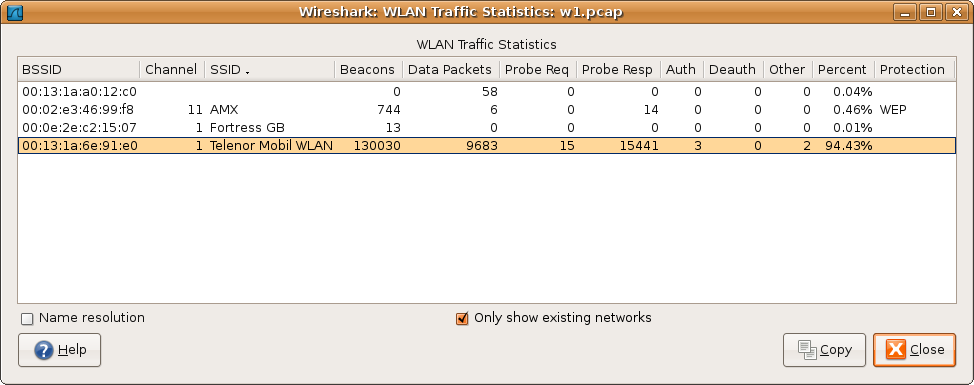 Wireshark: WLAN Traffic Statistics: w1.pcap
WLAN Traffic Statistics
BSSID Channel SSID Beacons Data Packets Probe Req Probe Resp Auth Deauth Other Percent Protection
00:13:1a:a0:12:c0 0 58 0 0 0 0 0 0.04%
00:02:e3:46:99:f8 11 AMX 744 6 0 14 0 0 0 0.46% WEP
00:0e:2e:c2:15:07 1 Fortress GB 13 0 0 0 0 0 0 0.01%
00:13:1a:6e:91:e0 1 Telenor Mobil WLAN 130030 9683 15 15441 3 0 2 94.43%
Name resolution Only show existing networks
Help Copy Close